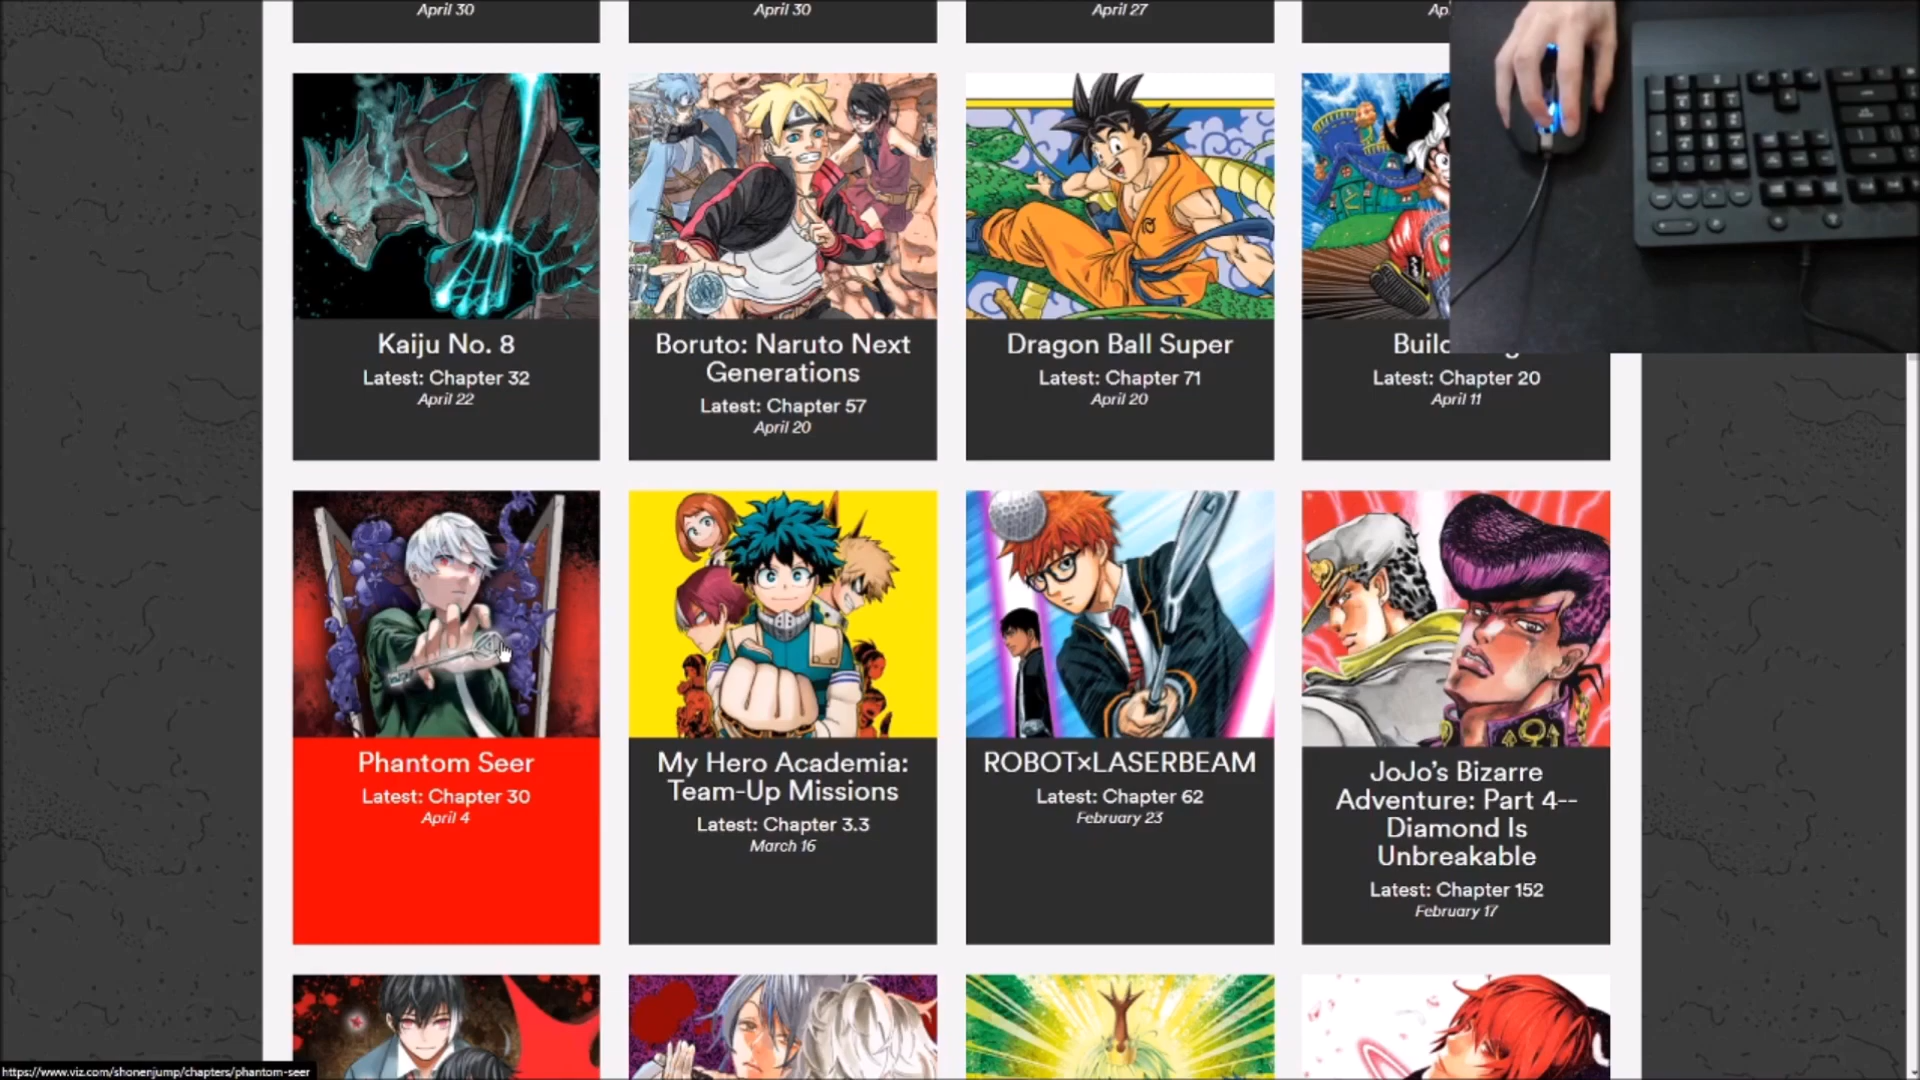 April 30
April 30
April 27
Kaiju No. 8
Latest: Chapter 32
April 22
Boruto: Naruto Next
Generations
Latest: Chapter 57
April 20
Dragon Ball Super
Latest: Chapter 71
April 20
Latest: Chapter 20
April 11
Phantom Seer
Latest: Chapter 30
April 4
My Hero Academia:
Team-Up Missions
Latest: Chapter 3.3
March 16
ROBOT×LASERBEAM
Latest: Chapter 62
February 23
JoJo's Bizarre
Adventure: Part 4--
Diamond Is
Unbreakable
Latest: Chapter 152
February 17
https://www.viz.com/shonenjump/chapters/phantom-seer